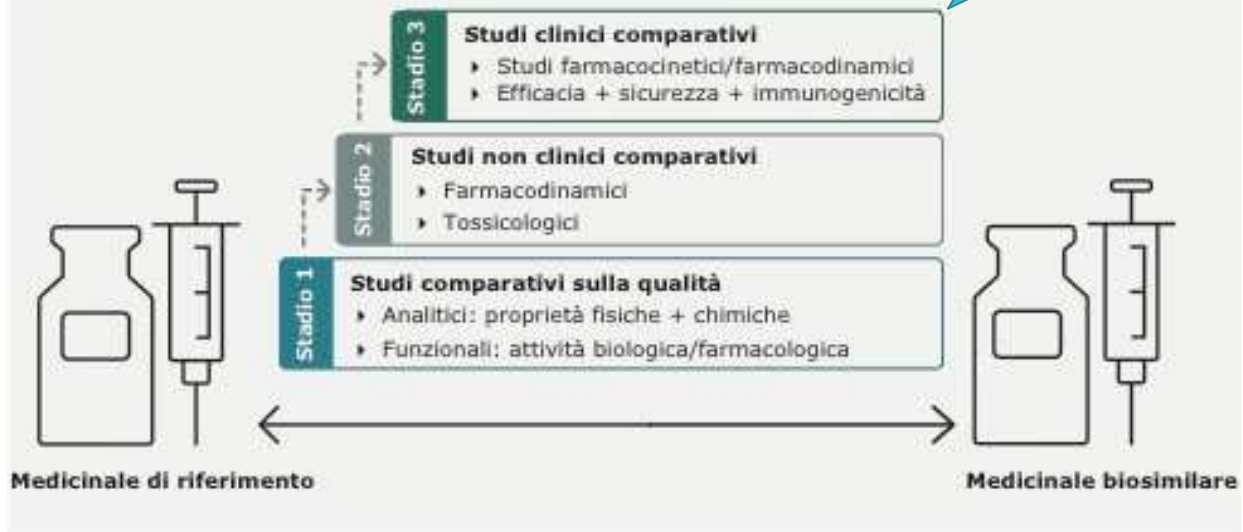 Stadio 3
Studi clinici comparativi
Studi farmacocinetici/farmacodinamici
Efficacia + sicurezza + immunogenicità
Stadio 2
Studi non clinici comparativi
Farmacodinamici
Tossicologici
Stadio 1
Studi comparativi sulla qualità
Analitici: proprietà fisiche + chimiche
Funzionali: attività biologica/farmacologica
Medicinale di riferimento
Medicinale biosimilare